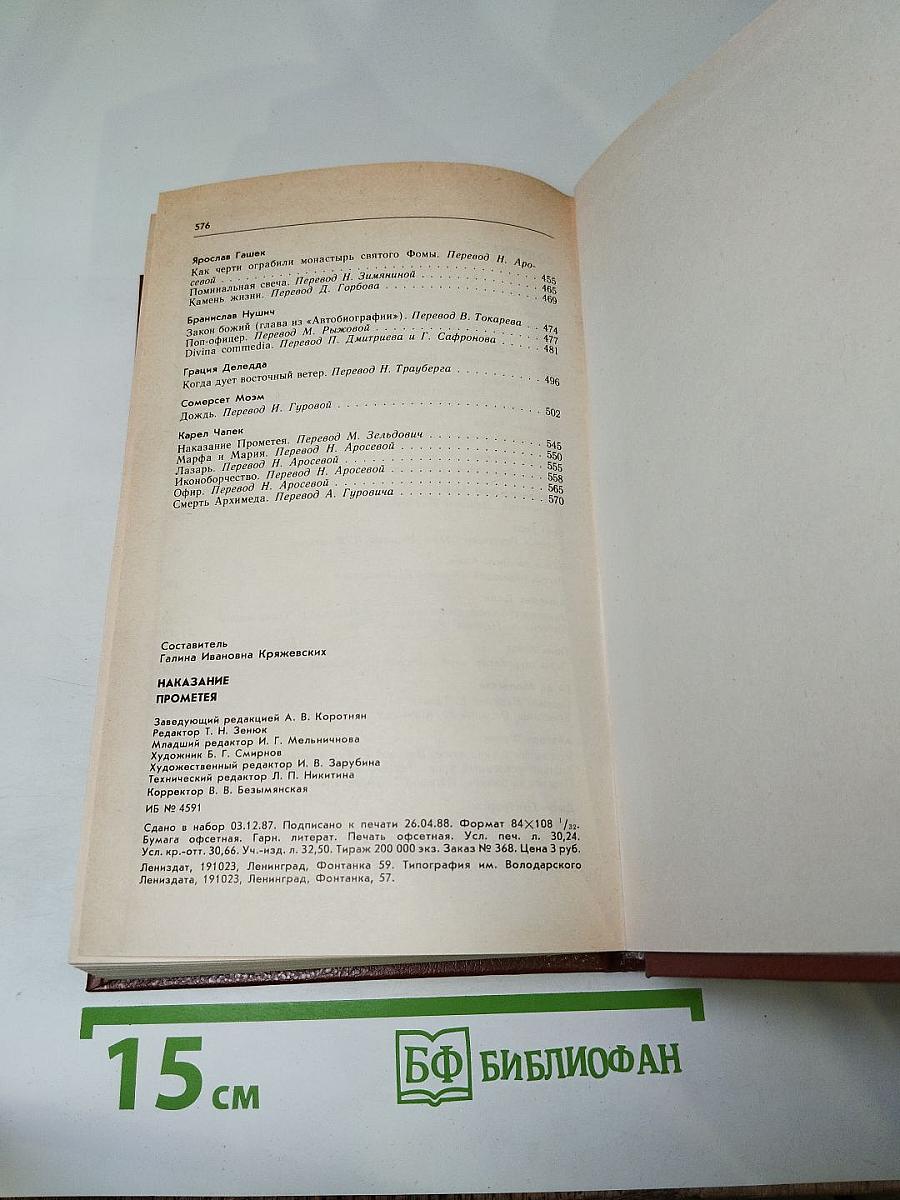 576
Ярослав Гашек
Как черти ограбили монастырь святого Фомы. Перевод Н. Аро-
севой . . . . . . . . . . . . . . . . . . . . . . . . . . . 455
Поминальная свеча. Перевод Н. Зимяниной . . . . . . . . . . . 465
Камень жизни. Перевод Д. Горбова . . . . . . . . . . . . . . . 469
Бранислав Нушич
Закон божий (глава из «Автобиографии»). Перевод В. Токарева . . 474
Поп-офицер. Перевод М. Рыжовой . . . . . . . . . . . . . . . . 477
Divina commedia. Перевод П. Дмитриева и Г. Сафронова . . . . . 481
Грация Деледда
Когда дует восточный ветер. Перевод Н. Трауберга . . . . . . . . 496
Сомерсет Моэм
Дождь. Перевод И. Гуровой . . . . . . . . . . . . . . . . . . 502
Карел Чапек
Наказание Прометея. Перевод М. Зельдович . . . . . . . . . . . 545
Марфа и Мария. Перевод Н. Аросевой . . . . . . . . . . . . . . 550
Лазарь. Перевод Н. Аросевой . . . . . . . . . . . . . . . . . 555
Иконоборчество. Перевод Н. Аросевой . . . . . . . . . . . . . 558
Офир. Перевод Н. Аросевой . . . . . . . . . . . . . . . . . . 565
Смерть Архимеда. Перевод А. Гуровича . . . . . . . . . . . . . 570
Составитель
Галина Ивановна Кряжевских
НАКАЗАНИЕ
ПРОМЕТЕЯ
Заведующий редакцией А. В. Коротнян
Редактор Т. Н. Зенюк
Младший редактор И. Г. Мельничнова
Художник Б. Г. Смирнов
Художественный редактор И. В. Зарубина
Технический редактор Л. П. Никитина
Корректор В. В. Безымянская
ИБ № 4591
Сдано в набор 03.12.87. Подписано к печати 26.04.88. Формат 84×108 1/32.
Бумага офсетная. Гарн. литерат. Печать офсетная. Усл. печ. л. 30,24.
Усл. кр.-отт. 30,66. Уч.-изд. л. 32,50. Тираж 200 000 экз. Заказ № 368. Цена 3 руб.
Лениздат, 191023, Ленинград, Фонтанка 59. Типография им. Володарского
Лениздата, 191023, Ленинград, Фонтанка, 57.
15 см
БФ БИБЛИОФАН